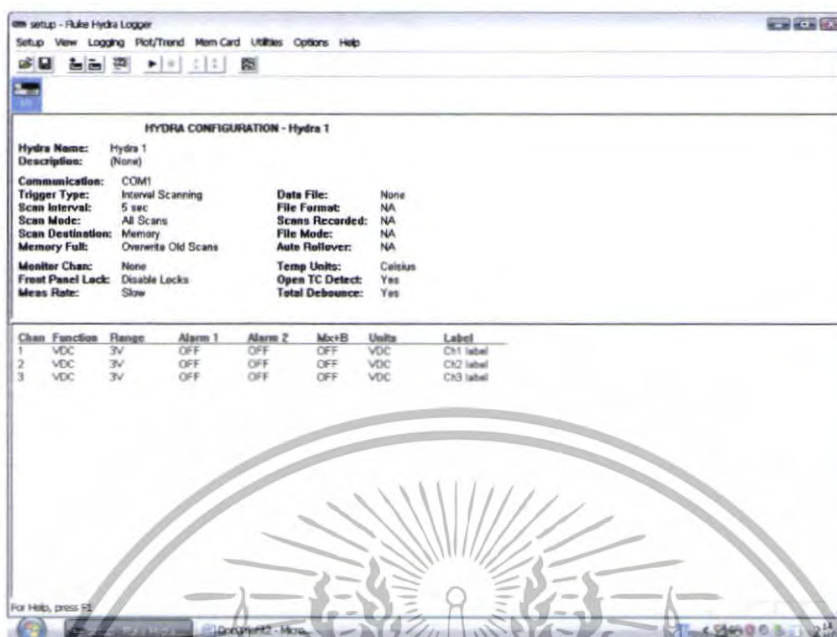 setup - Fluke Hydra Logger
Setup View Logging Plot/Trend Mem Card Utilities Options Help
HYDRA CONFIGURATION - Hydra 1
Hydra Name: Hydra 1
Description: (None)
Communication: COM1
Trigger Type: Interval Scanning Data File: None
Scan Interval: 5 sec File Format: NA
Scan Mode: All Scans Scans Recorded: NA
Scan Destination: Memory File Mode: NA
Memory Full: Overwrite Old Scans Auto Rollover: NA
Monitor Chan: None Temp Units: Celsius
Front Panel Lock: Disable Locks Open TC Detect: Yes
Meas Rate: Slow Total Debounce: Yes
Chan Function Range Alarm 1 Alarm 2 Mx+B Units Label
1 VDC 3V OFF OFF OFF VDC Ch1 label
2 VDC 3V OFF OFF OFF VDC Ch2 label
3 VDC 3V OFF OFF OFF VDC Ch3 label
For Help, press F1
Document2 - Micro...